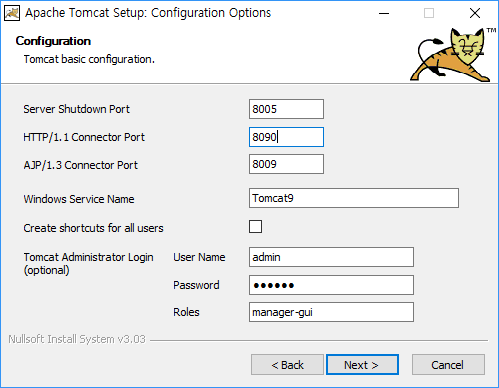 Apache Tomcat Setup: Configuration Options
Configuration
Tomcat basic configuration.
TM
Server Shutdown Port 8005
HTTP/1.1 Connector Port 8090
AJP/1.3 Connector Port 8009
Windows Service Name Tomcat9
Create shortcuts for all users
Tomcat Administrator Login (optional) User Name admin
Password ●●●●●●
Roles manager-gui
Nullsoft Install System v3.03
< Back Next > Cancel